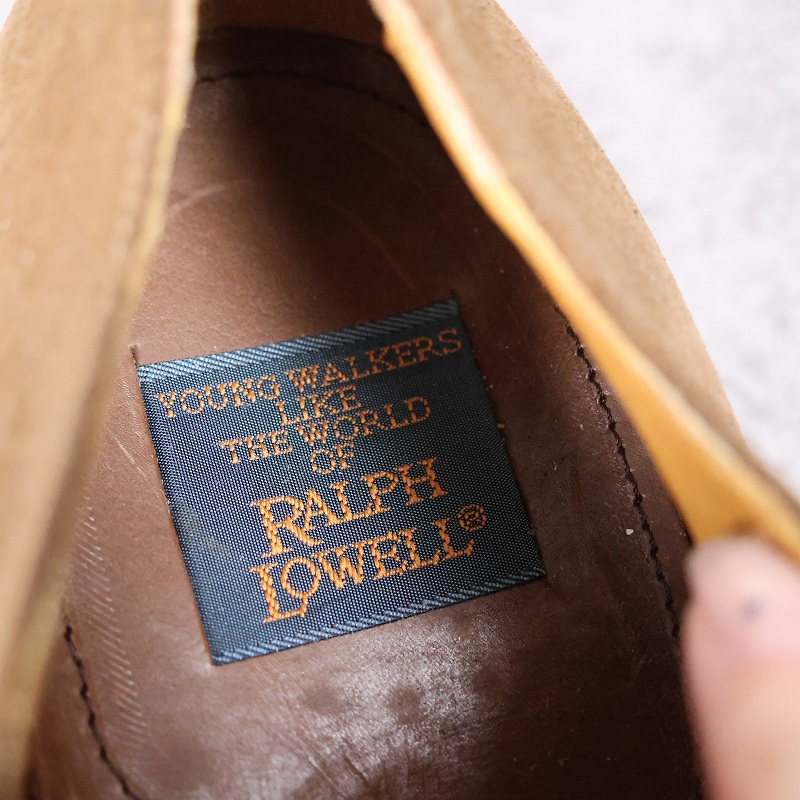 YOUNG WALKERS
LIKE
THE WORLD
OF
RALPH
LOWELL®